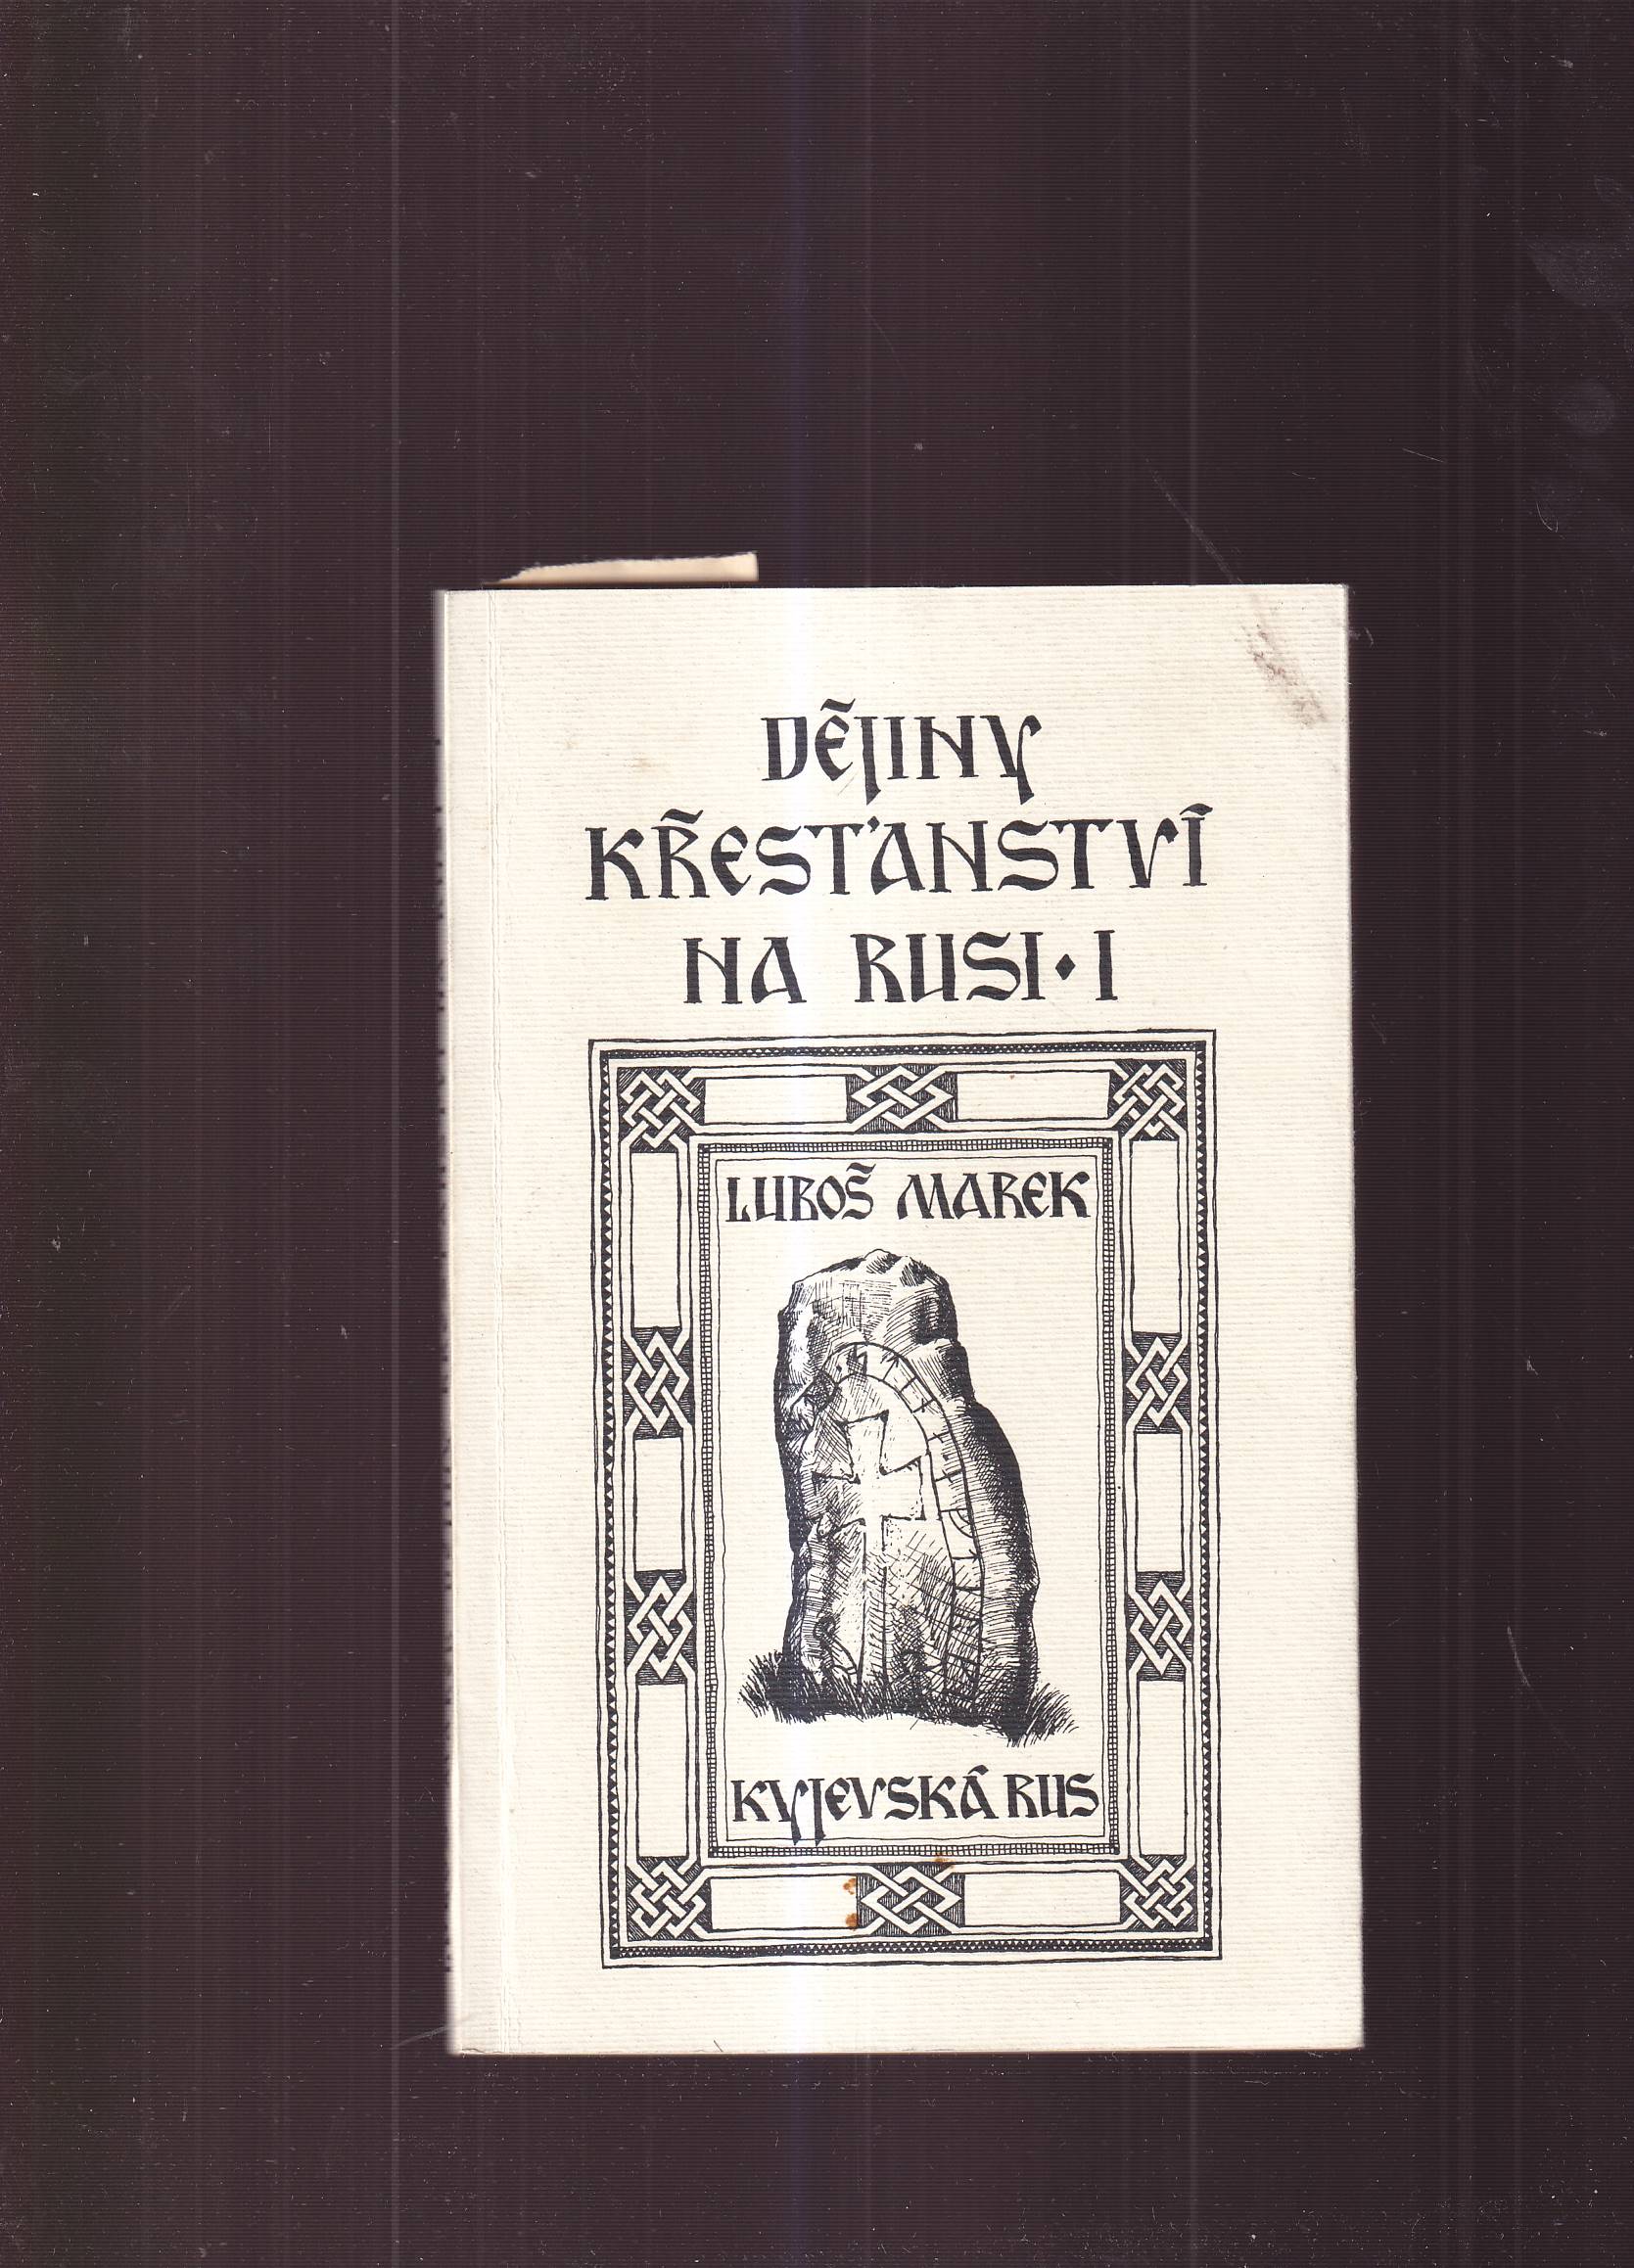 DĚJINY
KŘESŤANSTVÍ
NA RUSI • I
LUBOŠ MAREK
KYJEVSKÁ RUS